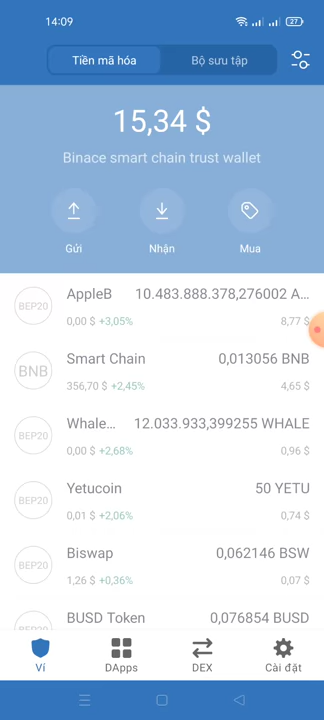 14:09
27
Tiền mã hóa
Bộ sưu tập
15,34 $
Binace smart chain trust wallet
Gửi
Nhận
Mua
BEP20
AppleB
10.483.888.378,276002 A...
0,00 $ +3,05%
8,77 $
BNB
Smart Chain
0,013056 BNB
356,70 $ +2,45%
4,65 $
BEP20
Whale...
12.033.933,399255 WHALE
0,00 $ +2,68%
0,96 $
BEP20
Yetucoin
50 YETU
0,01 $ +2,06%
0,74 $
BEP20
Biswap
0,062146 BSW
1,26 $ +0,36%
0,07 $
BEP20
BUSD Token
0,076854 BUSD
Ví
DApps
DEX
Cài đặt